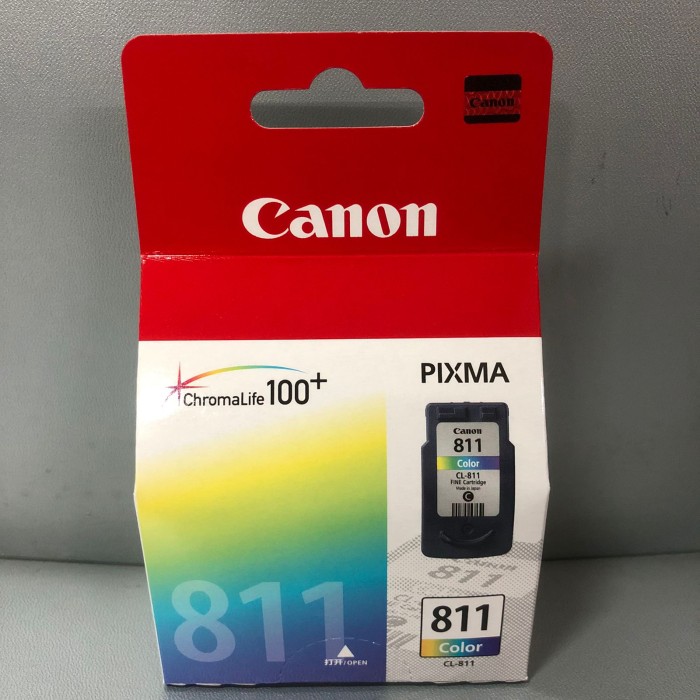 Canon
Canon
ChromaLife100+
PIXMA
Canon
811
Color
CL-811
FINE Cartridge
Made in Japan
C
811
811
811
Color
CL-811
打开/OPEN